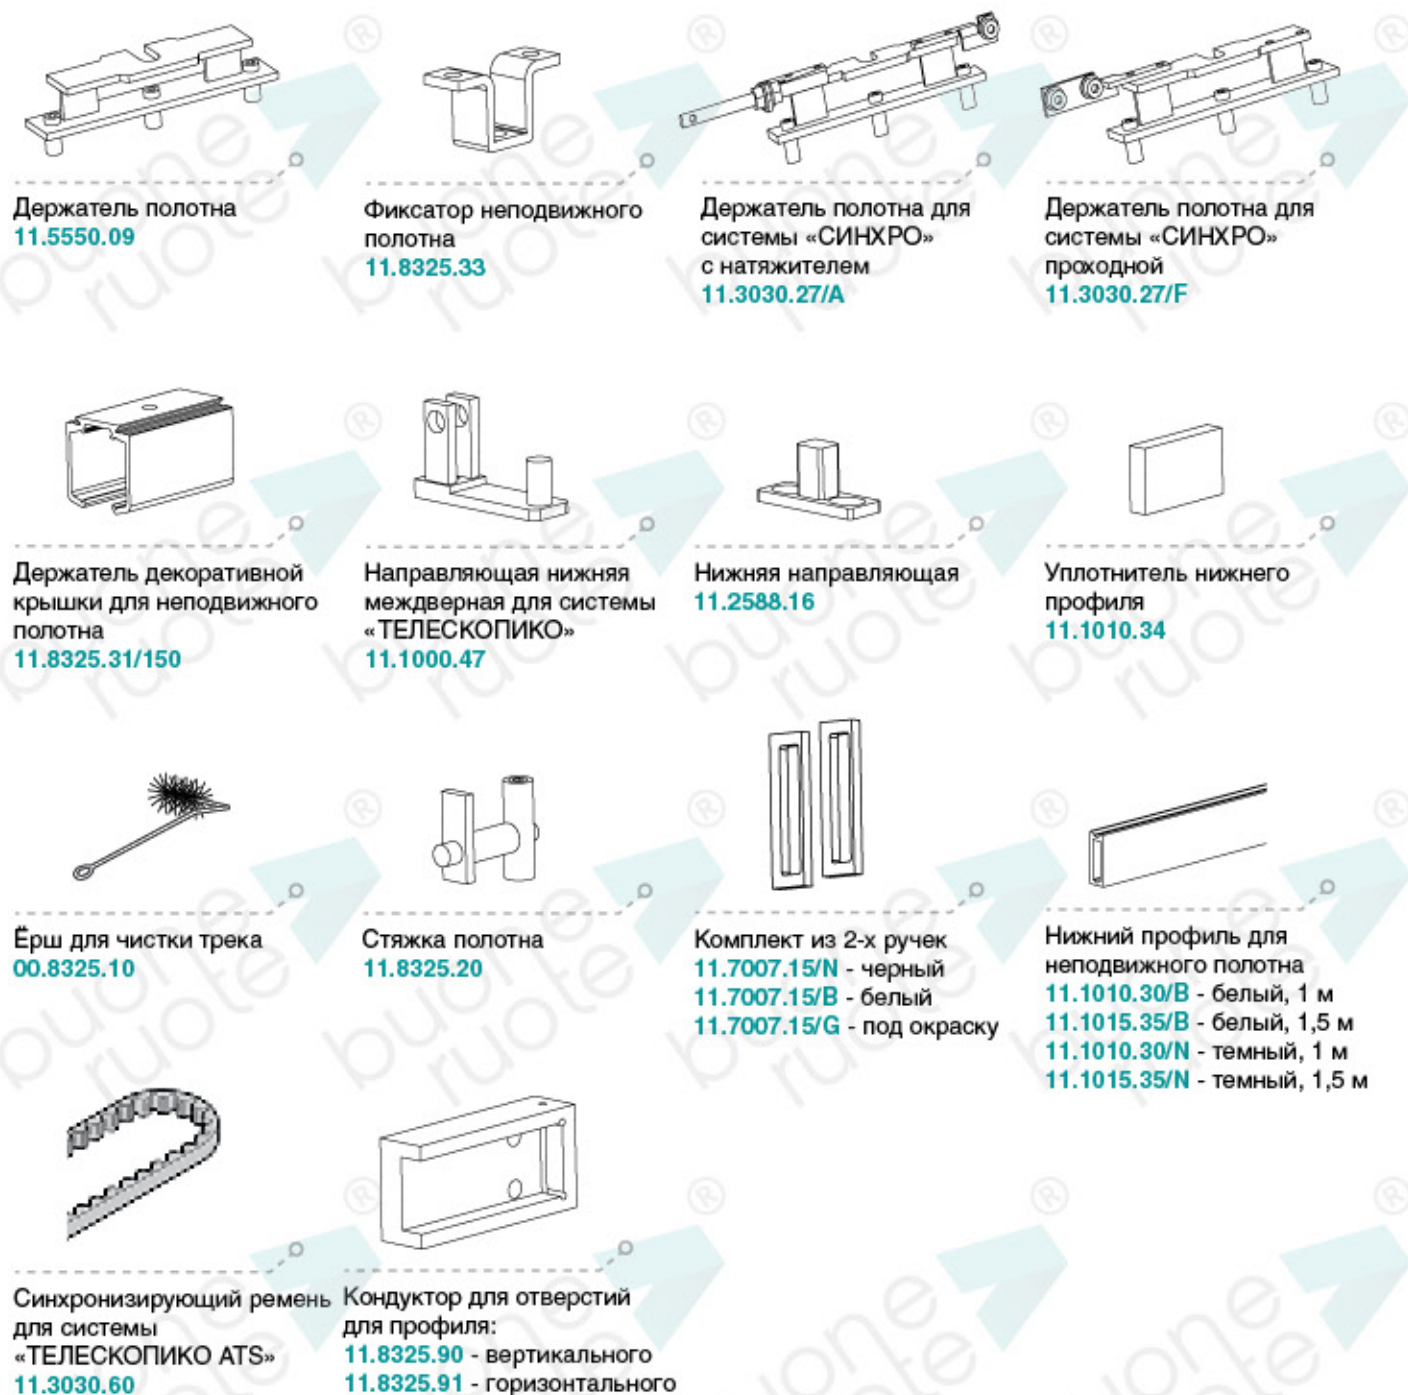 Держатель полотна
11.5550.09
Фиксатор неподвижного
полотна
11.8325.33
Держатель полотна для
системы «СИНХРО»
с натяжителем
11.3030.27/A
Держатель полотна для
системы «СИНХРО»
проходной
11.3030.27/F
Держатель декоративной
крышки для неподвижного
полотна
11.8325.31/150
Направляющая нижняя
междверная для системы
«ТЕЛЕСКОПИКО»
11.1000.47
Нижняя направляющая
11.2588.16
Уплотнитель нижнего
профиля
11.1010.34
Ёрш для чистки трека
00.8325.10
Стяжка полотна
11.8325.20
Комплект из 2-х ручек
11.7007.15/N - черный
11.7007.15/B - белый
11.7007.15/G - под окраску
Нижний профиль для
неподвижного полотна
11.1010.30/B - белый, 1 м
11.1015.35/B - белый, 1,5 м
11.1010.30/N - темный, 1 м
11.1015.35/N - темный, 1,5 м
Синхронизирующий ремень
для системы
«ТЕЛЕСКОПИКО ATS»
11.3030.60
Кондуктор для отверстий
для профиля:
11.8325.90 - вертикального
11.8325.91 - горизонтального
buone
ruote
®